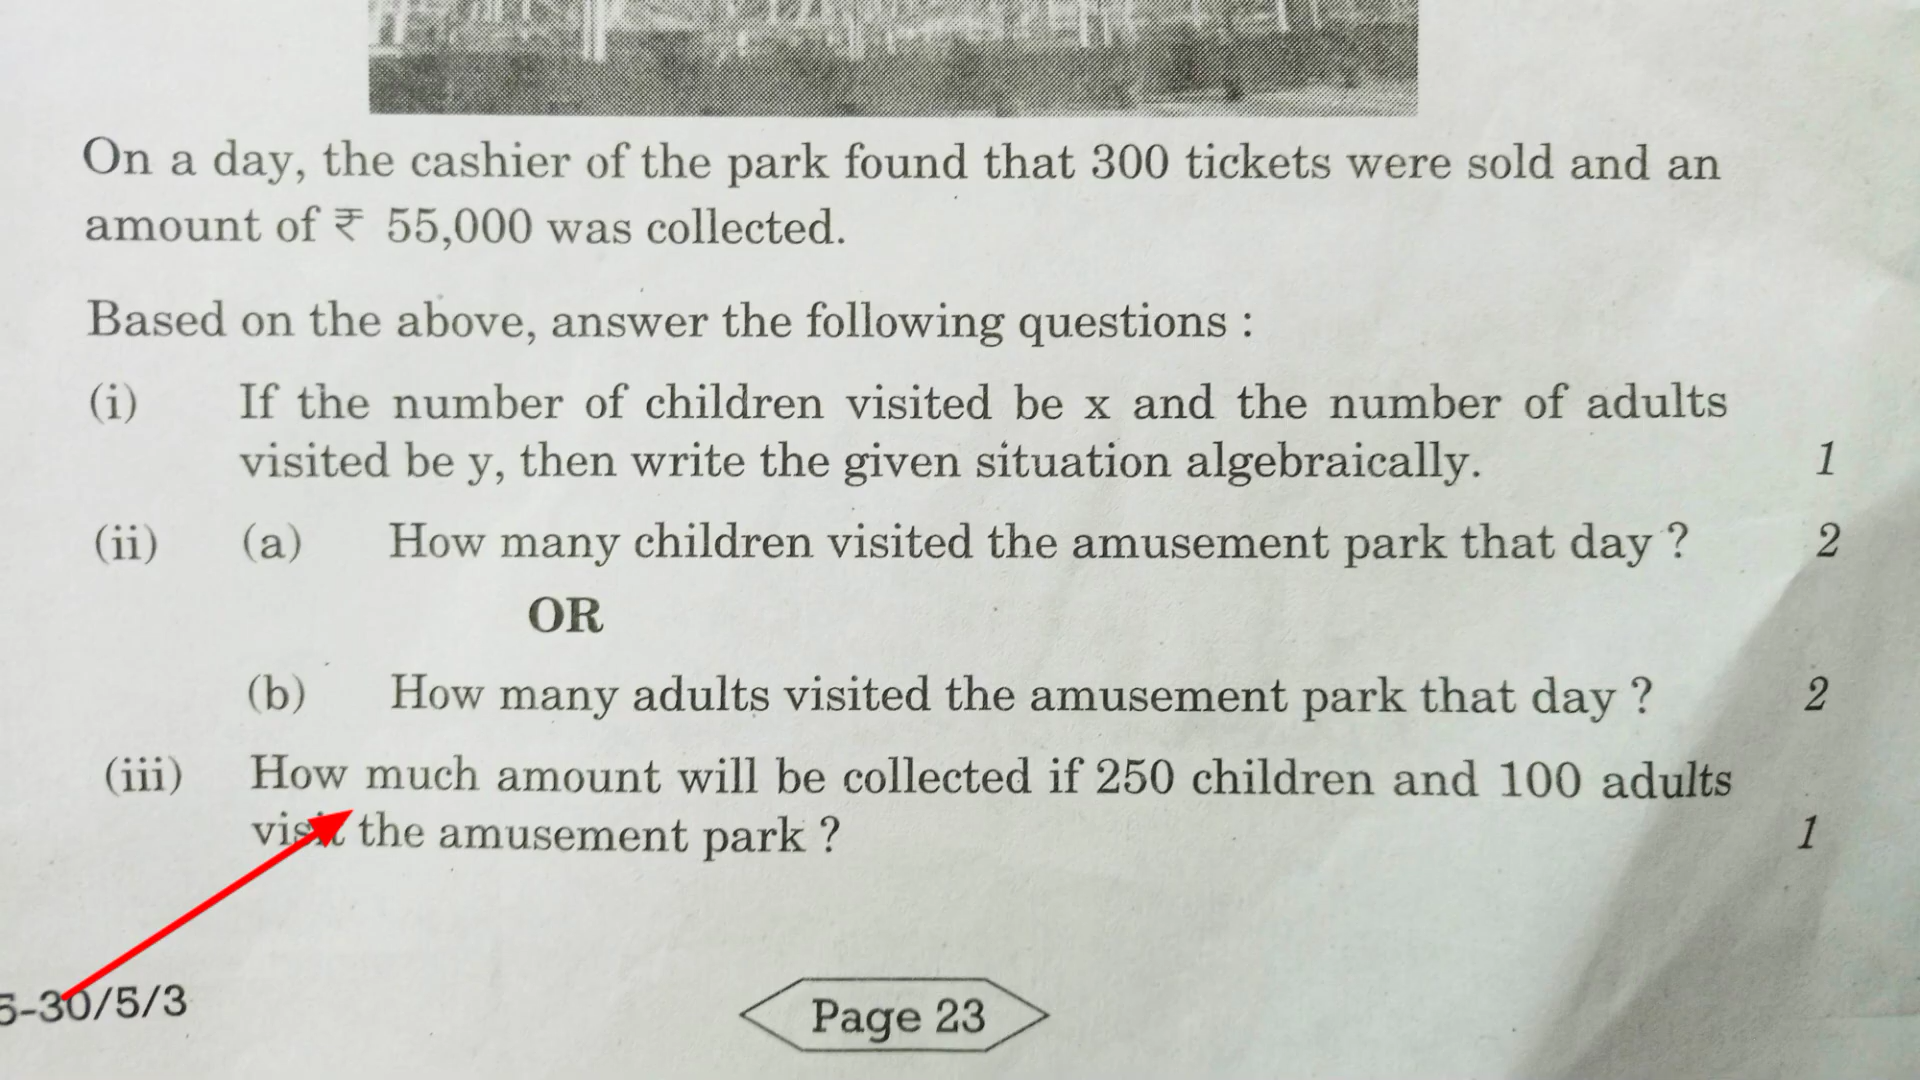 On a day, the cashier of the park found that 300 tickets were sold and an
amount of ₹ 55,000 was collected.
Based on the above, answer the following questions :
(i) If the number of children visited be x and the number of adults
visited be y, then write the given situation algebraically. 1
(ii) (a) How many children visited the amusement park that day ? 2
OR
(b) How many adults visited the amusement park that day ? 2
(iii) How much amount will be collected if 250 children and 100 adults
visit the amusement park ? 1
5-30/5/3
Page 23